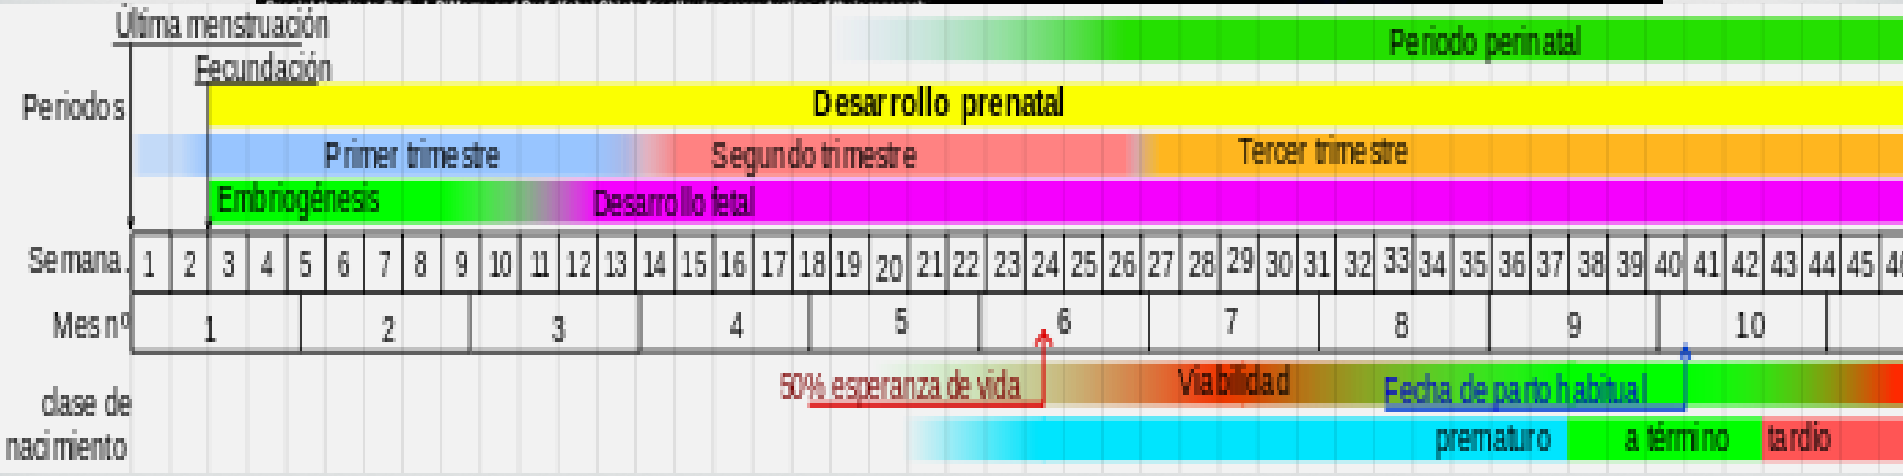 Última menstruación
Periodo perinatal
Fecundación
Periodos
Desarrollo prenatal
Primer trimestre
Segundo trimestre
Tercer trimestre
Embriogénesis
Desarrollo fetal
Semana. 1 2 3 4 5 6 7 8 9 10 11 12 13 14 15 16 17 18 19 20 21 22 23 24 25 26 27 28 29 30 31 32 33 34 35 36 37 38 39 40 41 42 43 44 45
Mes nº 1 2 3 4 5 6 7 8 9 10
50% esperanza de vida
Viabilidad
Fecha de parto habitual
clase de
nacimiento
prematuro
a término
tardio